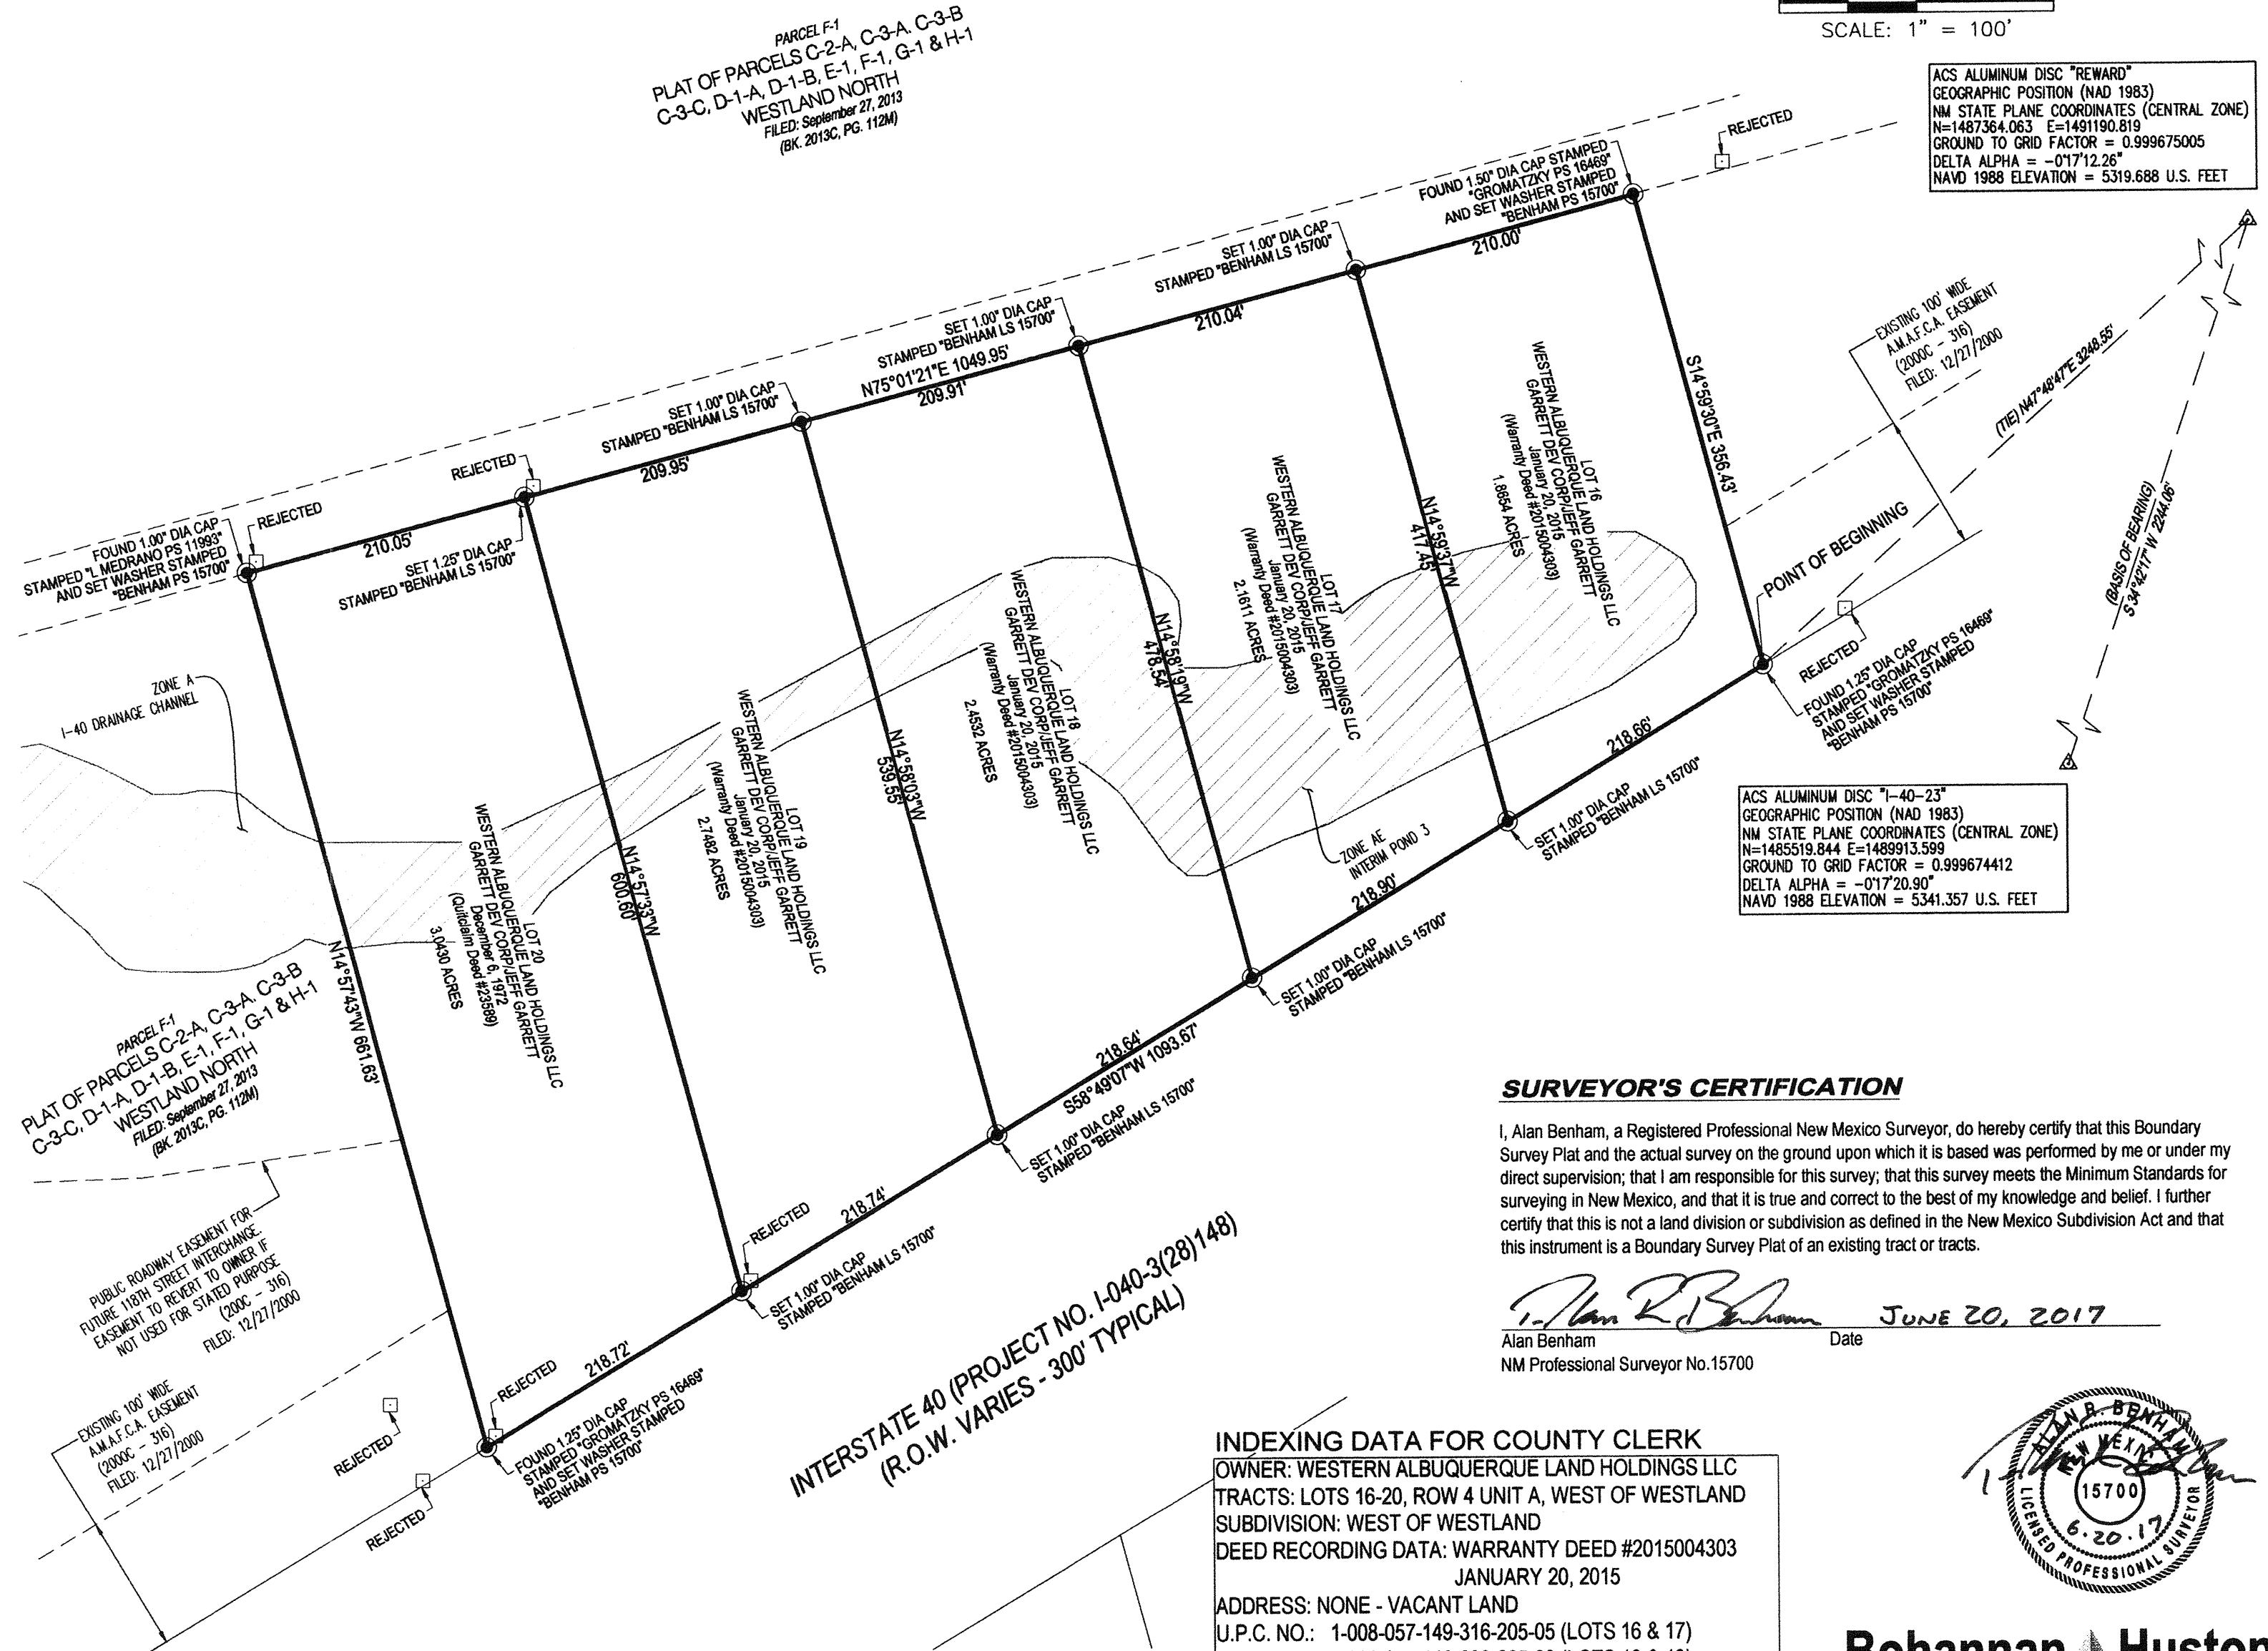 SCALE: 1" = 100'
PARCEL F-1
PLAT OF PARCELS C-2-A, C-3-A. C-3-B
C-3-C, D-1-A, D-1-B, E-1, F-1, G-1 & H-1
WESTLAND NORTH
FILED: September 27, 2013
(BK. 2013C, PG. 112M)
ACS ALUMINUM DISC "REWARD"
GEOGRAPHIC POSITION (NAD 1983)
NM STATE PLANE COORDINATES (CENTRAL ZONE)
N=1487364.063 E=1491190.819
GROUND TO GRID FACTOR = 0.999675005
DELTA ALPHA = -0°17'12.26"
NAVD 1988 ELEVATION = 5319.688 U.S. FEET
REJECTED
FOUND 1.50" DIA CAP STAMPED
"GROMATZKY PS 16469"
AND SET WASHER STAMPED
"BENHAM PS 15700"
210.00'
SET 1.00" DIA CAP
STAMPED "BENHAM LS 15700"
210.04'
SET 1.00" DIA CAP
STAMPED "BENHAM LS 15700"
N75°01'21"E 1049.95'
209.91'
SET 1.00" DIA CAP
STAMPED "BENHAM LS 15700"
209.95'
REJECTED
SET 1.25" DIA CAP
STAMPED "BENHAM LS 15700"
210.05'
REJECTED
FOUND 1.00" DIA CAP
STAMPED "L MEDRANO PS 11993"
AND SET WASHER STAMPED
"BENHAM PS 15700"
EXISTING 100' WIDE
A.M.A.F.C.A. EASEMENT
(2000C - 316)
FILED: 12/27/2000
(TIE) N47°48'47"E 3248.55'
(BASIS OF BEARING)
S 34°42'17" W 2244.06'
S14°59'30"E 356.43'
POINT OF BEGINNING
REJECTED
FOUND 1.25" DIA CAP
STAMPED "GROMATZKY PS 16469"
AND SET WASHER STAMPED
"BENHAM PS 15700"
LOT 16
WESTERN ALBUQUERQUE LAND HOLDINGS LLC
GARRETT DEV CORP/JEFF GARRETT
January 20, 2015
(Warranty Deed #2015004303)
1.8654 ACRES
N14°59'37"W
417.45'
LOT 17
WESTERN ALBUQUERQUE LAND HOLDINGS LLC
GARRETT DEV CORP/JEFF GARRETT
January 20, 2015
(Warranty Deed #2015004303)
2.1611 ACRES
N14°58'19"W
478.54'
LOT 18
WESTERN ALBUQUERQUE LAND HOLDINGS LLC
GARRETT DEV CORP/JEFF GARRETT
January 20, 2015
(Warranty Deed #2015004303)
2.4532 ACRES
N14°58'03"W
539.55'
LOT 19
WESTERN ALBUQUERQUE LAND HOLDINGS LLC
GARRETT DEV CORP/JEFF GARRETT
January 20, 2015
(Warranty Deed #2015004303)
2.7482 ACRES
N14°57'33"W
600.60'
LOT 20
WESTERN ALBUQUERQUE LAND HOLDINGS LLC
GARRETT DEV CORP/JEFF GARRETT
December 6, 1972
(Quitclaim Deed #23589)
3.0430 ACRES
N14°57'43"W 661.63'
ZONE A
I-40 DRAINAGE CHANNEL
ZONE AE
INTERIM POND 3
218.66'
SET 1.00" DIA CAP
STAMPED "BENHAM LS 15700"
218.90'
SET 1.00" DIA CAP
STAMPED "BENHAM LS 15700"
218.64'
S58°49'07"W 1093.67'
SET 1.00" DIA CAP
STAMPED "BENHAM LS 15700"
218.74'
REJECTED
SET 1.00" DIA CAP
STAMPED "BENHAM LS 15700"
218.72'
REJECTED
FOUND 1.25" DIA CAP
STAMPED "GROMATZKY PS 16469"
AND SET WASHER STAMPED
"BENHAM PS 15700"
ACS ALUMINUM DISC "I-40-23"
GEOGRAPHIC POSITION (NAD 1983)
NM STATE PLANE COORDINATES (CENTRAL ZONE)
N=1485519.844 E=1489913.599
GROUND TO GRID FACTOR = 0.999674412
DELTA ALPHA = -0°17'20.90"
NAVD 1988 ELEVATION = 5341.357 U.S. FEET
PARCEL F-1
PLAT OF PARCELS C-2-A, C-3-A. C-3-B
C-3-C, D-1-A, D-1-B, E-1, F-1, G-1 & H-1
WESTLAND NORTH
FILED: September 27, 2013
(BK. 2013C, PG. 112M)
PUBLIC ROADWAY EASEMENT FOR
FUTURE 118TH STREET INTERCHANGE.
EASEMENT TO REVERT TO OWNER IF
NOT USED FOR STATED PURPOSE
(200C - 316)
FILED: 12/27/2000
EXISTING 100' WIDE
A.M.A.F.C.A. EASEMENT
(2000C - 316)
FILED: 12/27/2000
REJECTED
REJECTED
INTERSTATE 40 (PROJECT NO. I-040-3(28)148)
(R.O.W. VARIES - 300' TYPICAL)
SURVEYOR'S CERTIFICATION
I, Alan Benham, a Registered Professional New Mexico Surveyor, do hereby certify that this Boundary
Survey Plat and the actual survey on the ground upon which it is based was performed by me or under my
direct supervision; that I am responsible for this survey; that this survey meets the Minimum Standards for
surveying in New Mexico, and that it is true and correct to the best of my knowledge and belief. I further
certify that this is not a land division or subdivision as defined in the New Mexico Subdivision Act and that
this instrument is a Boundary Survey Plat of an existing tract or tracts.
JUNE 20, 2017
Alan Benham Date
NM Professional Surveyor No.15700
ALAN R. BENHAM
NEW MEXICO
15700
6-20-17
LICENSED PROFESSIONAL SURVEYOR
INDEXING DATA FOR COUNTY CLERK
OWNER: WESTERN ALBUQUERQUE LAND HOLDINGS LLC
TRACTS: LOTS 16-20, ROW 4 UNIT A, WEST OF WESTLAND
SUBDIVISION: WEST OF WESTLAND
DEED RECORDING DATA: WARRANTY DEED #2015004303
JANUARY 20, 2015
ADDRESS: NONE - VACANT LAND
U.P.C. NO.: 1-008-057-149-316-205-05 (LOTS 16 & 17)
Bohannan Huston